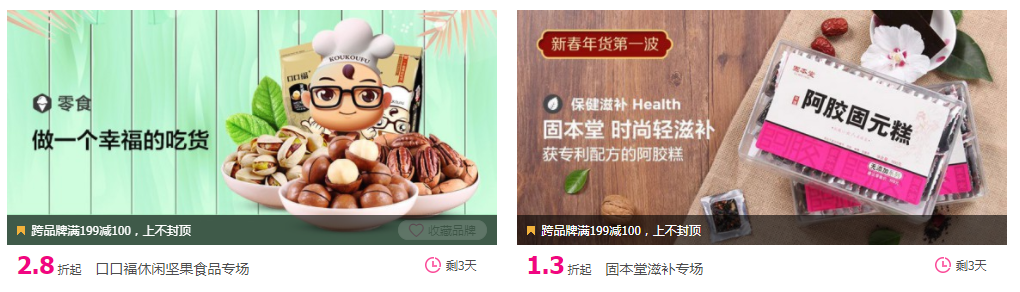 零食
做一个幸福的吃货
KOUKOUFU
口口福
跨品牌满199减100，上不封顶
收藏品牌
2.8折起 口口福休闲坚果食品专场
剩3天
新春年货第一波
保健滋补 Health
固本堂 时尚轻滋补
获专利配方的阿胶糕
固本堂
阿胶固元糕
跨品牌满199减100，上不封顶
1.3折起 固本堂滋补专场
剩3天